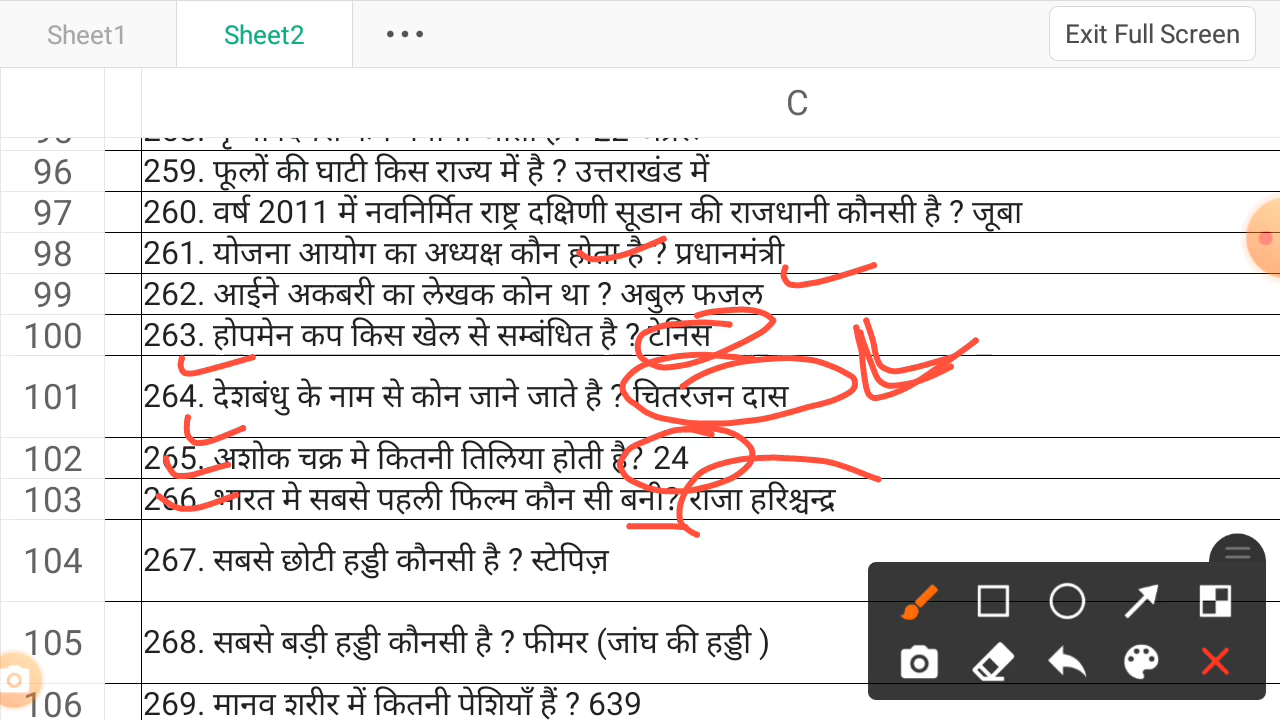 Sheet1 Sheet2 ••• Exit Full Screen
C
96 259. फूलों की घाटी किस राज्य में है ? उत्तराखंड में
97 260. वर्ष 2011 में नवनिर्मित राष्ट्र दक्षिणी सूडान की राजधानी कौनसी है ? जूबा
98 261. योजना आयोग का अध्यक्ष कौन होता है ? प्रधानमंत्री
99 262. आईने अकबरी का लेखक कोन था ? अबुल फजल
100 263. होपमेन कप किस खेल से सम्बंधित है ? टेनिस
101 264. देशबंधु के नाम से कोन जाने जाते है ? चितरंजन दास
102 265. अशोक चक्र मे कितनी तिलिया होती है? 24
103 266. भारत मे सबसे पहली फिल्म कौन सी बनी? राजा हरिश्चन्द्र
104 267. सबसे छोटी हड्डी कौनसी है ? स्टेपिज़
105 268. सबसे बड़ी हड्डी कौनसी है ? फीमर (जांघ की हड्डी )
106 269. मानव शरीर में कितनी पेशियाँ हैं ? 639